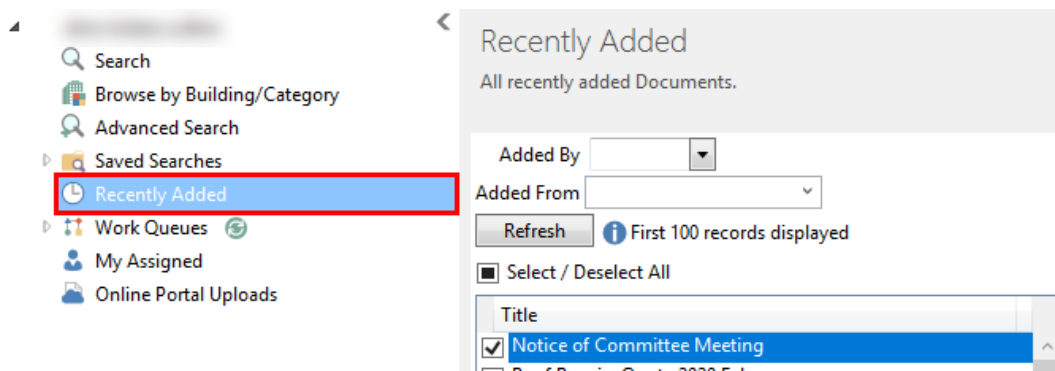 Search
Browse by Building/Category
Advanced Search
Saved Searches
Recently Added
Work Queues
My Assigned
Online Portal Uploads
Recently Added
All recently added Documents.
Added By
Added From
Refresh
First 100 records displayed
Select / Deselect All
Title
Notice of Committee Meeting